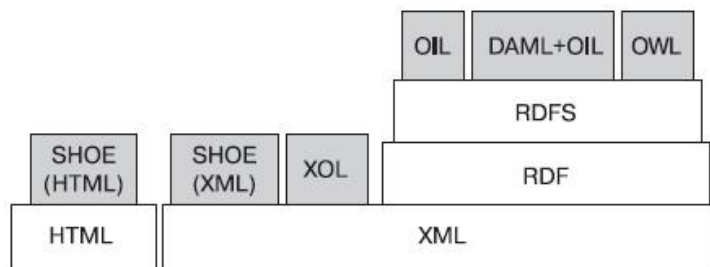 OIL DAML+OIL OWL
RDFS
SHOE
(HTML)
SHOE
(XML)
XOL
RDF
HTML
XML